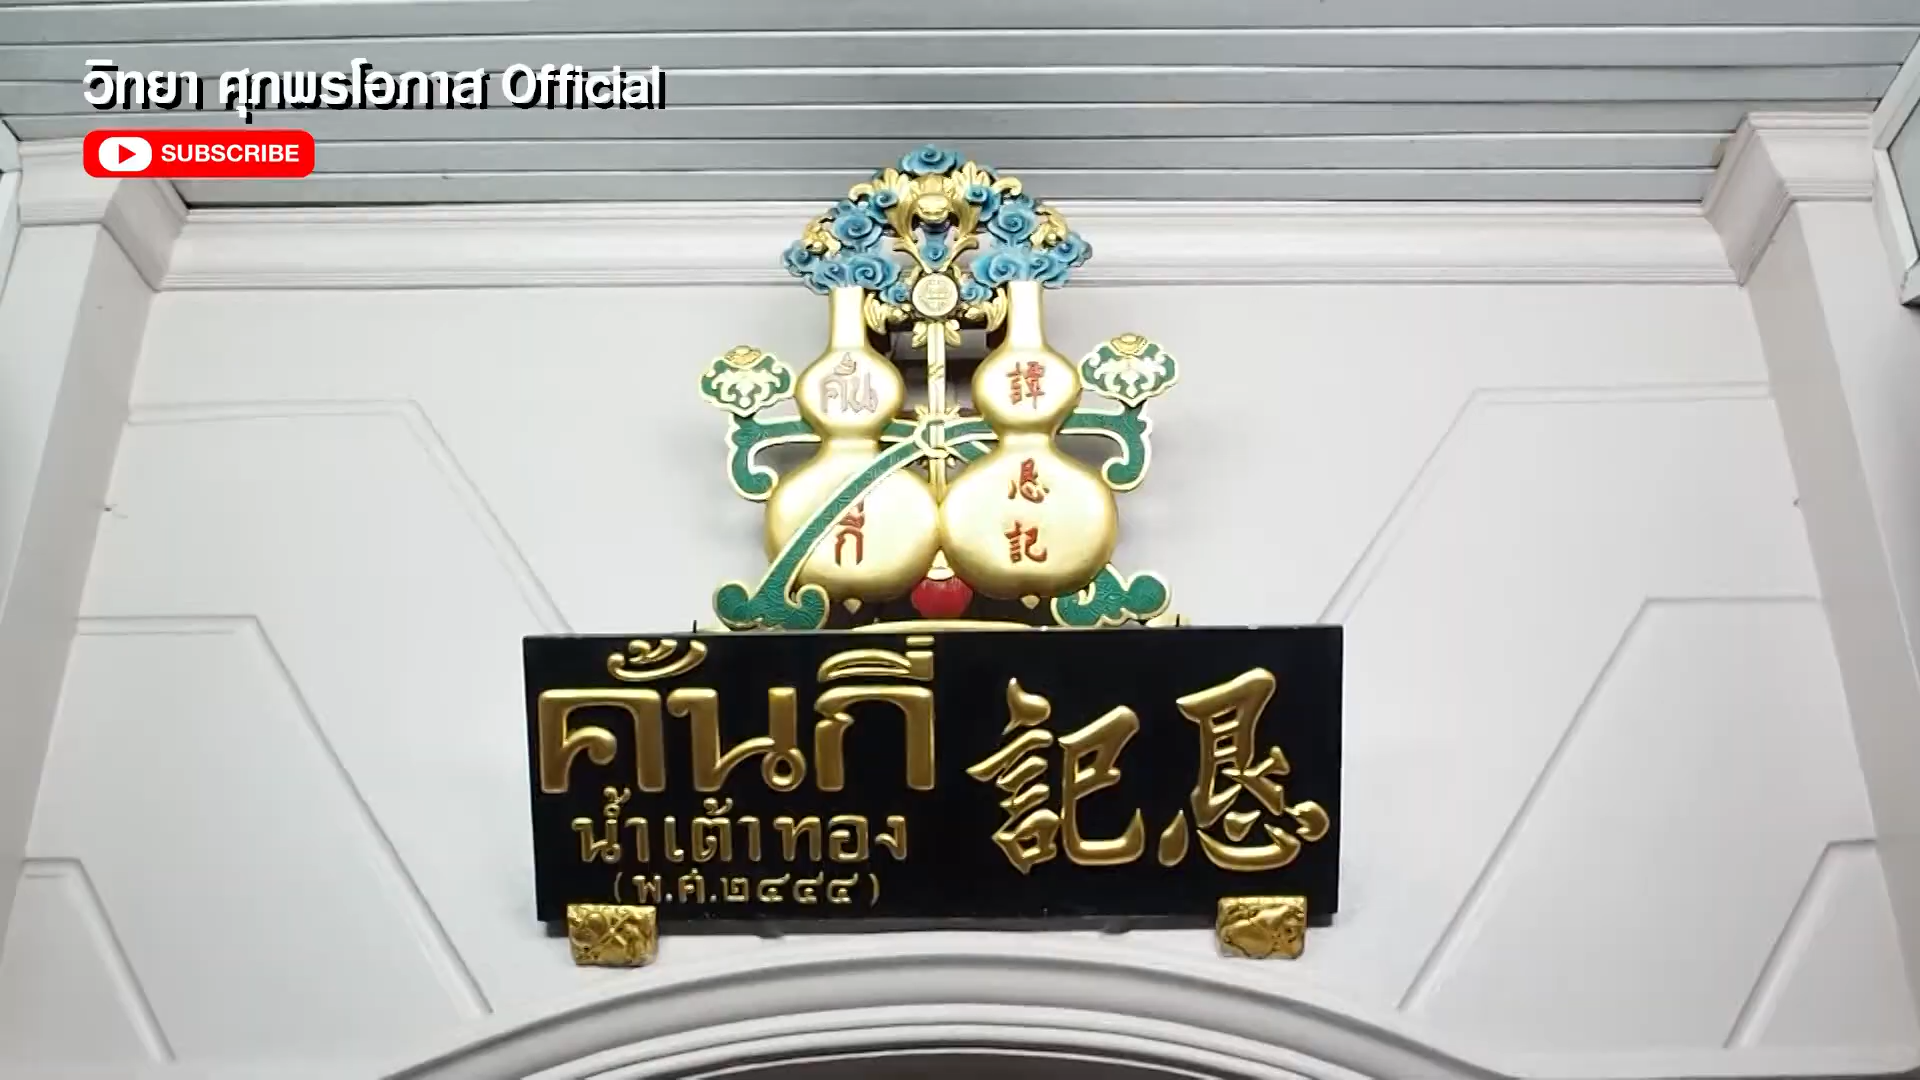 วิทยา ศุภพรโอภาส Official
SUBSCRIBE
คั้น
กี่
譚
恳
記
คั้นกี่
น้ำเต้าทอง
(พ.ศ.๒๔๔๔)
記恳